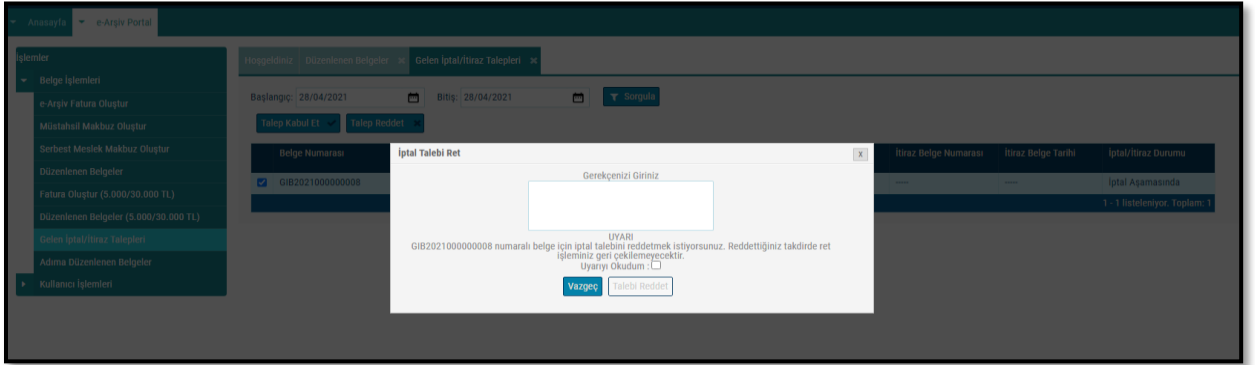 Anasayfa
e-Arşiv Portal
İşlemler
Belge İşlemleri
e-Arşiv Fatura Oluştur
Müstahsil Makbuz Oluştur
Serbest Meslek Makbuz Oluştur
Düzenlenen Belgeler
Fatura Oluştur (5.000/30.000 TL)
Düzenlenen Belgeler (5.000/30.000 TL)
Gelen İptal/İtiraz Talepleri
Adıma Düzenlenen Belgeler
Kullanıcı İşlemleri
Hoşgeldiniz Düzenlenen Belgeler Gelen İptal/İtiraz Talepleri
Başlangıç: 28/04/2021 Bitiş: 28/04/2021 Sorgula
Talep Kabul Et Talep Reddet
Belge Numarası İtiraz Belge Numarası İtiraz Belge Tarihi İptal/İtiraz Durumu
GIB2021000000008 ---- ---- İptal Aşamasında
1 - 1 listeleniyor. Toplam: 1
İptal Talebi Ret X
Gerekçenizi Giriniz
UYARI
GIB2021000000008 numaralı belge için iptal talebini reddetmek istiyorsunuz. Reddettiğiniz takdirde ret
işleminiz geri çekilemeyecektir.
Uyarıyı Okudum :
Vazgeç Talebi Reddet